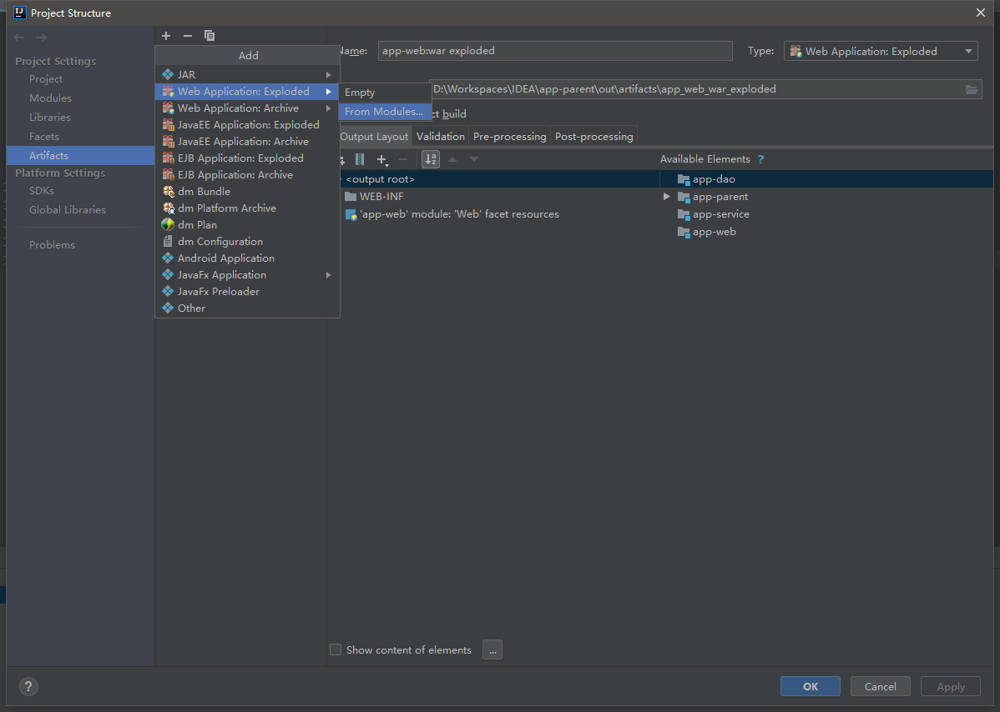 Project Structure
Project Settings
Project
Modules
Libraries
Facets
Artifacts
Platform Settings
SDKs
Global Libraries
Problems
Add
JAR
Web Application: Exploded
Web Application: Archive
JavaEE Application: Exploded
JavaEE Application: Archive
EJB Application: Exploded
EJB Application: Archive
dm Bundle
dm Platform Archive
dm Plan
dm Configuration
Android Application
JavaFx Application
JavaFx Preloader
Other
Empty
From Modules...
ame: app-web:war exploded Type: Web Application: Exploded
D:\Workspaces\IDEA\app-parent\out\artifacts\app_web_war_exploded
ct build
Output Layout Validation Pre-processing Post-processing
Available Elements ?
<output root>
WEB-INF
'app-web' module: 'Web' facet resources
app-dao
app-parent
app-service
app-web
Show content of elements ...
? OK Cancel Apply